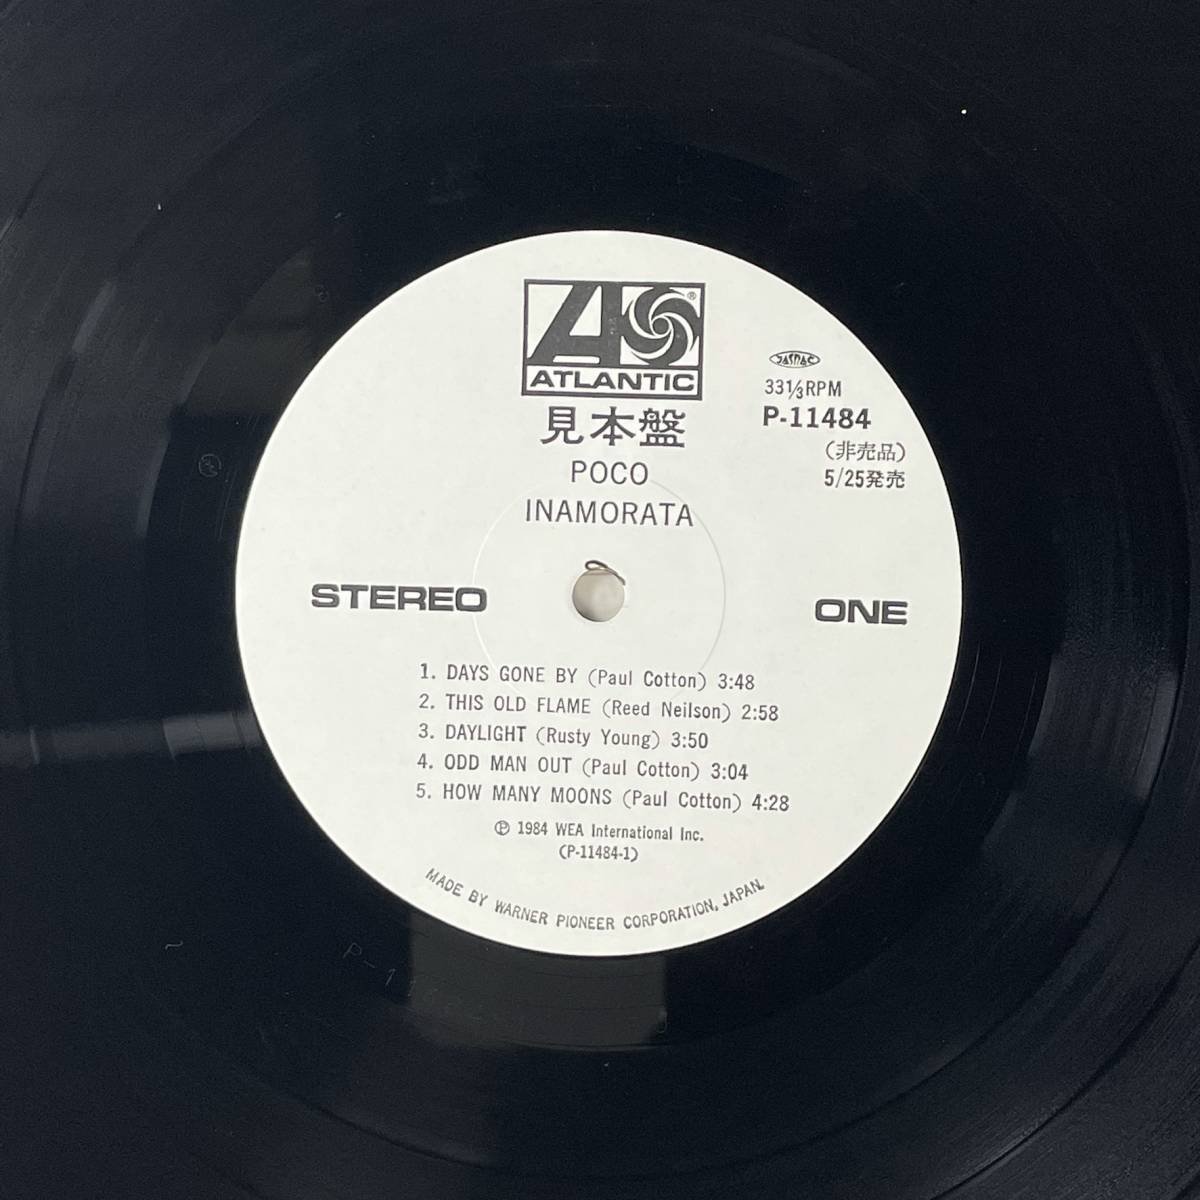 ATLANTIC
®
見本盤
POCO
INAMORATA
JASRAC
33⅓RPM
P-11484
(非売品)
5/25発売
STEREO
ONE
1. DAYS GONE BY (Paul Cotton) 3:48
2. THIS OLD FLAME (Reed Neilson) 2:58
3. DAYLIGHT (Rusty Young) 3:50
4. ODD MAN OUT (Paul Cotton) 3:04
5. HOW MANY MOONS (Paul Cotton) 4:28
℗ 1984 WEA International Inc.
(P-11484-1)
MADE BY WARNER PIONEER CORPORATION, JAPAN.
P-1